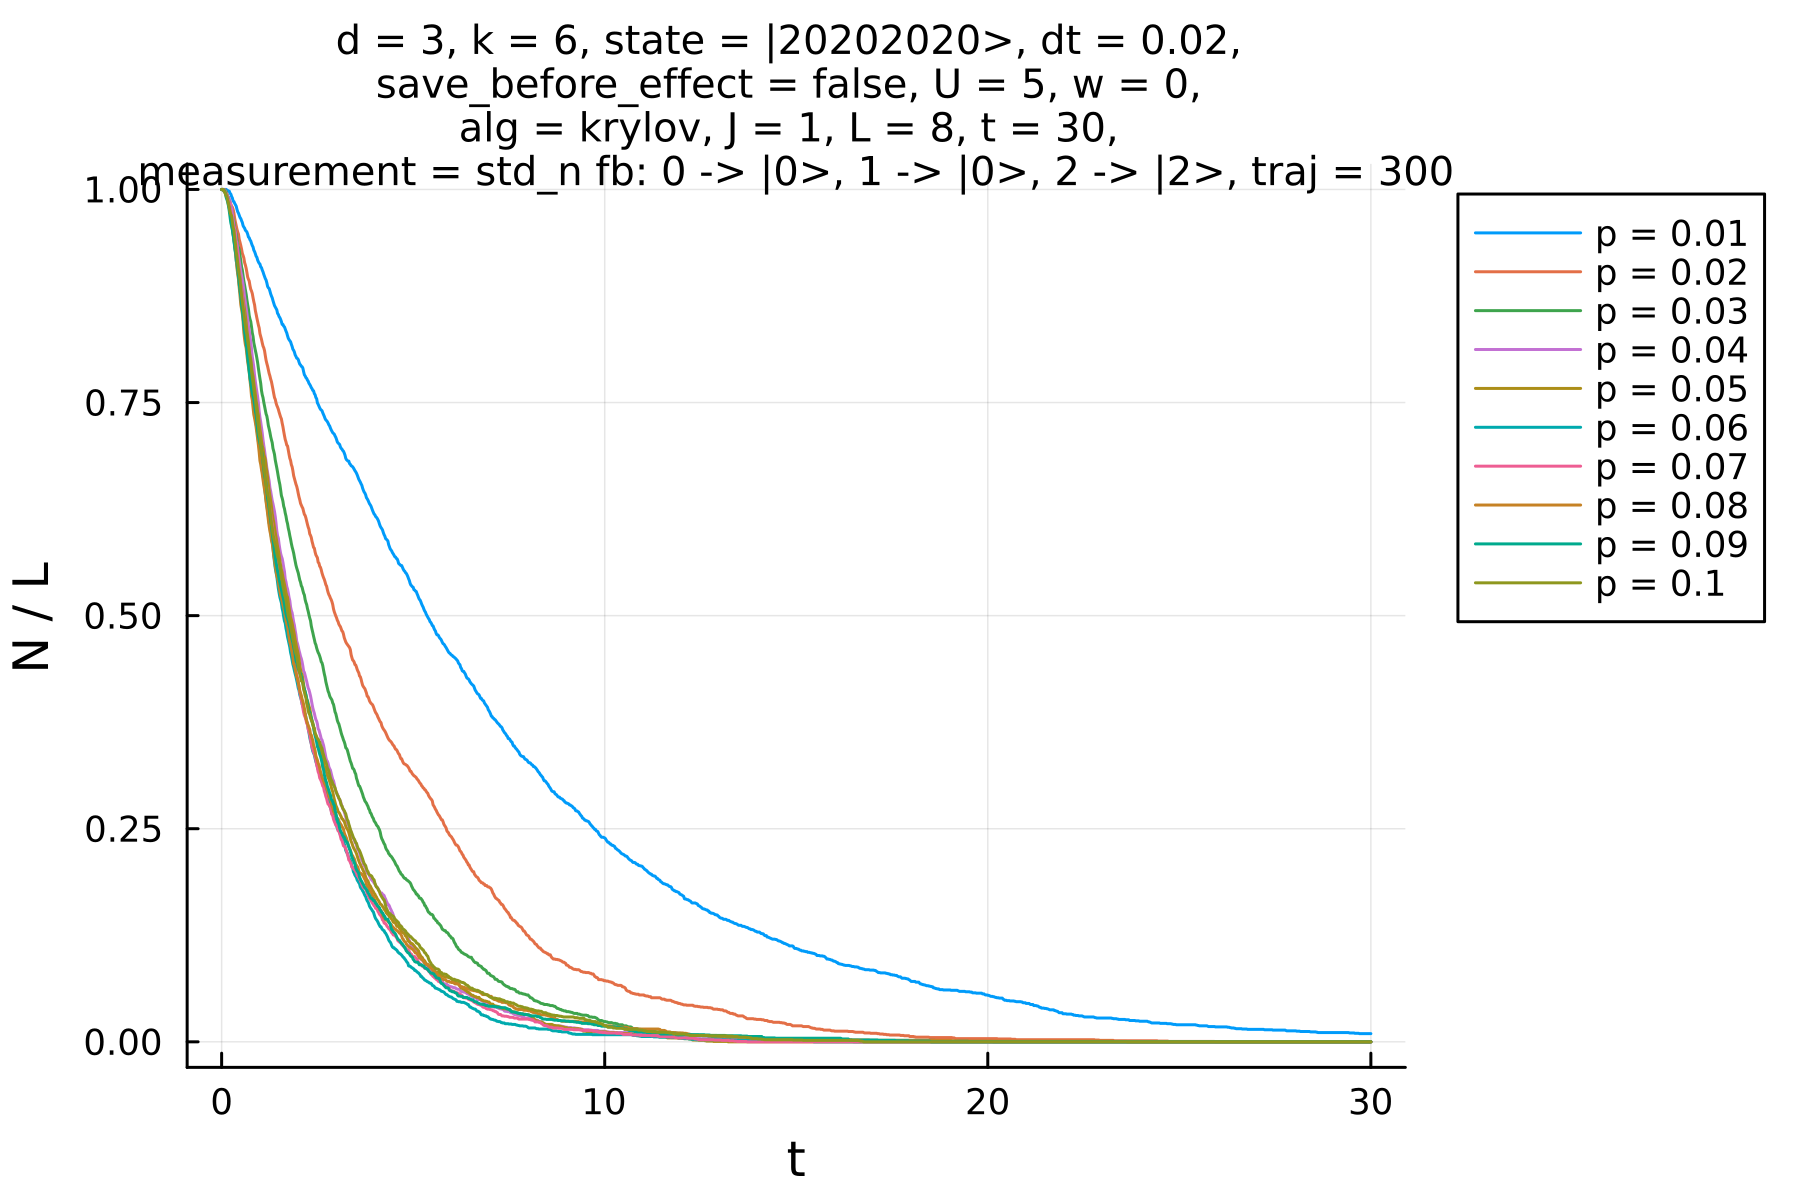 d = 3, k = 6, state = |20202020>, dt = 0.02,
save_before_effect = false, U = 5, w = 0,
alg = krylov, J = 1, L = 8, t = 30,
measurement = std_n fb: 0 -> |0>, 1 -> |0>, 2 -> |2>, traj = 300
1.00
0.75
0.50
0.25
0.00
N / L
0
10
20
30
t
p = 0.01
p = 0.02
p = 0.03
p = 0.04
p = 0.05
p = 0.06
p = 0.07
p = 0.08
p = 0.09
p = 0.1